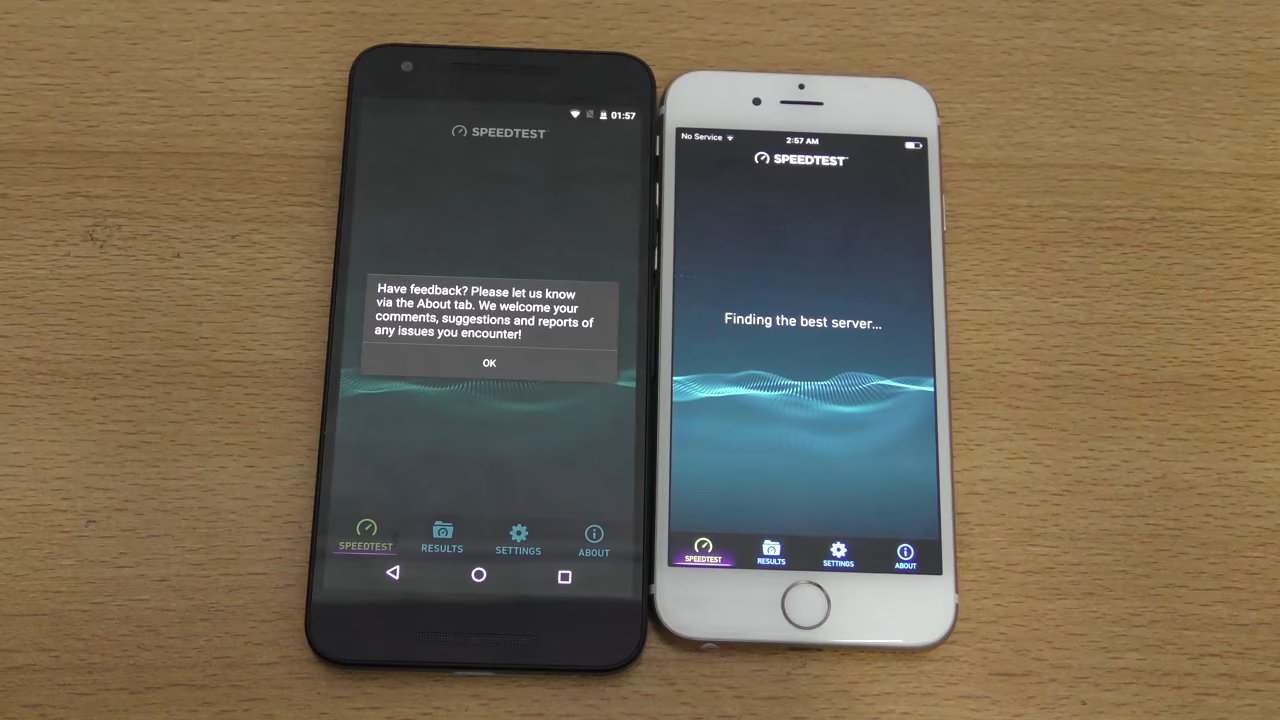 01:57
SPEEDTEST
Have feedback? Please let us know
via the About tab. We welcome your
comments, suggestions and reports of
any issues you encounter!
OK
SPEEDTEST
RESULTS
SETTINGS
ABOUT
No Service
2:57 AM
SPEEDTEST
Finding the best server...
SPEEDTEST
RESULTS
SETTINGS
ABOUT